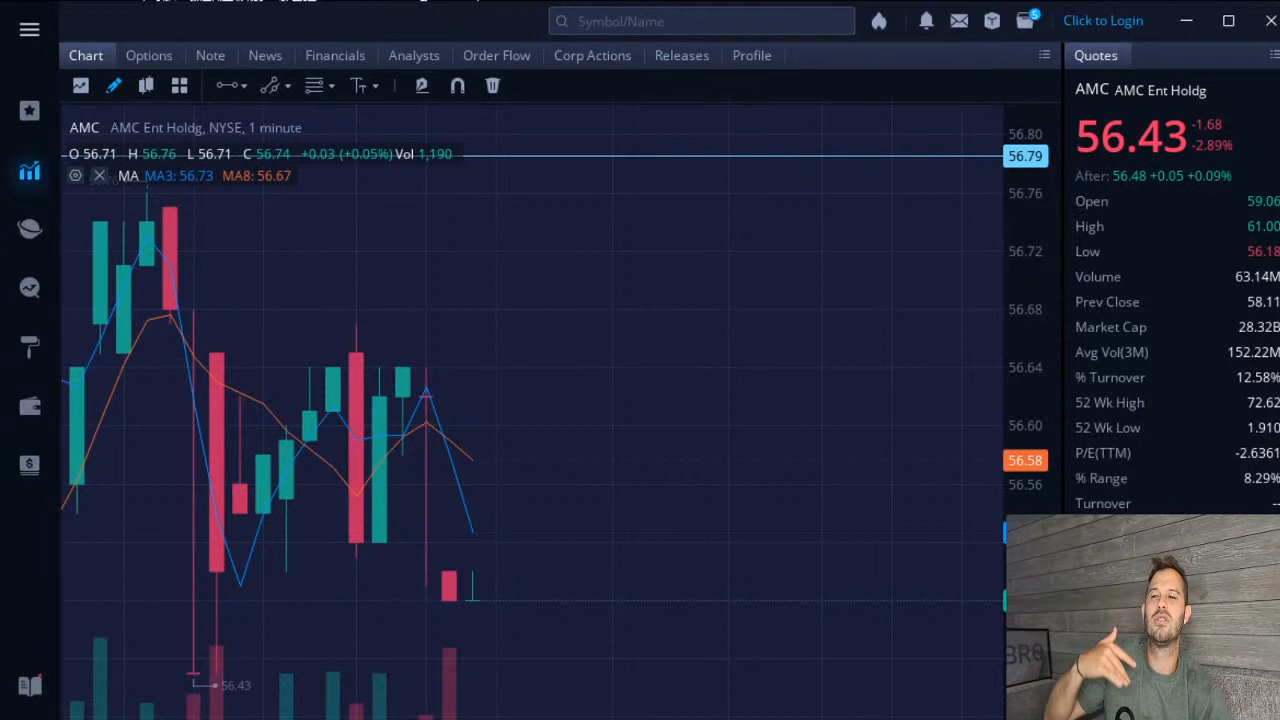 Symbol/Name
5
Click to Login
Chart Options Note News Financials Analysts Order Flow Corp Actions Releases Profile
Quotes
AMC AMC Ent Holdg, NYSE, 1 minute
O 56.71 H 56.76 L 56.71 C 56.74 +0.03 (+0.05%) Vol 1,190
MA MA3: 56.73 MA8: 56.67
56.80
56.79
56.76
56.72
56.68
56.64
56.60
56.58
56.56
56.43
AMC AMC Ent Holdg
56.43 -1.68
-2.89%
After: 56.48 +0.05 +0.09%
Open 59.06
High 61.00
Low 56.18
Volume 63.14M
Prev Close 58.11
Market Cap 28.32B
Avg Vol(3M) 152.22M
% Turnover 12.58%
52 Wk High 72.62
52 Wk Low 1.910
P/E(TTM) -2.6361
% Range 8.29%
Turnover --
BRO